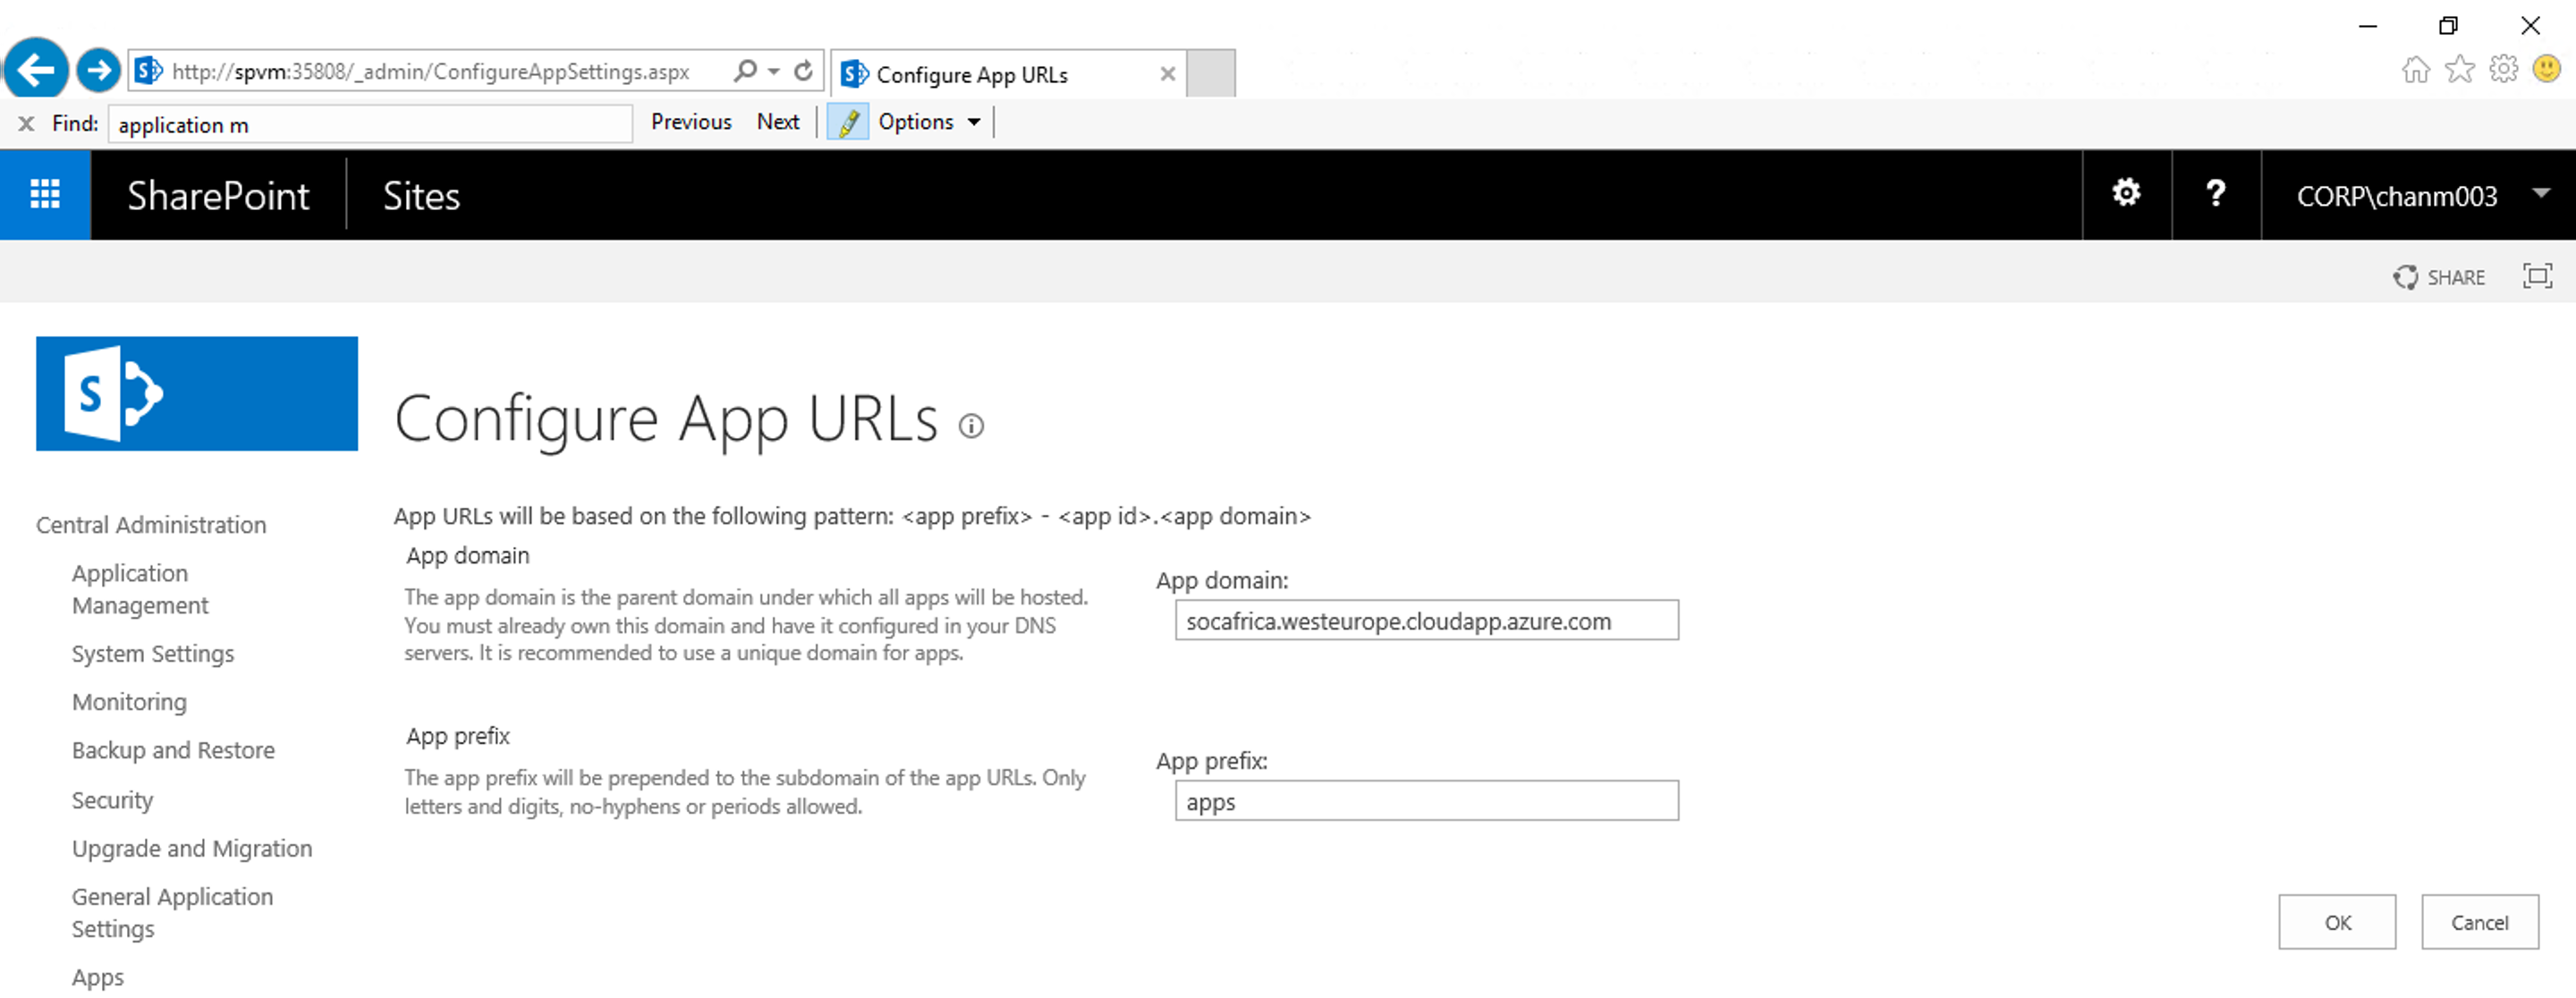 http://spvm:35808/_admin/ConfigureAppSettings.aspx
Configure App URLs
Find: application m Previous Next Options
SharePoint Sites ? CORP\chanm003
SHARE
S
Configure App URLs
Central Administration
Application
Management
System Settings
Monitoring
Backup and Restore
Security
Upgrade and Migration
General Application
Settings
Apps
App URLs will be based on the following pattern: <app prefix> - <app id>.<app domain>
App domain
The app domain is the parent domain under which all apps will be hosted.
You must already own this domain and have it configured in your DNS
servers. It is recommended to use a unique domain for apps.
App domain:
socafrica.westeurope.cloudapp.azure.com
App prefix
The app prefix will be prepended to the subdomain of the app URLs. Only
letters and digits, no-hyphens or periods allowed.
App prefix:
apps
OK Cancel